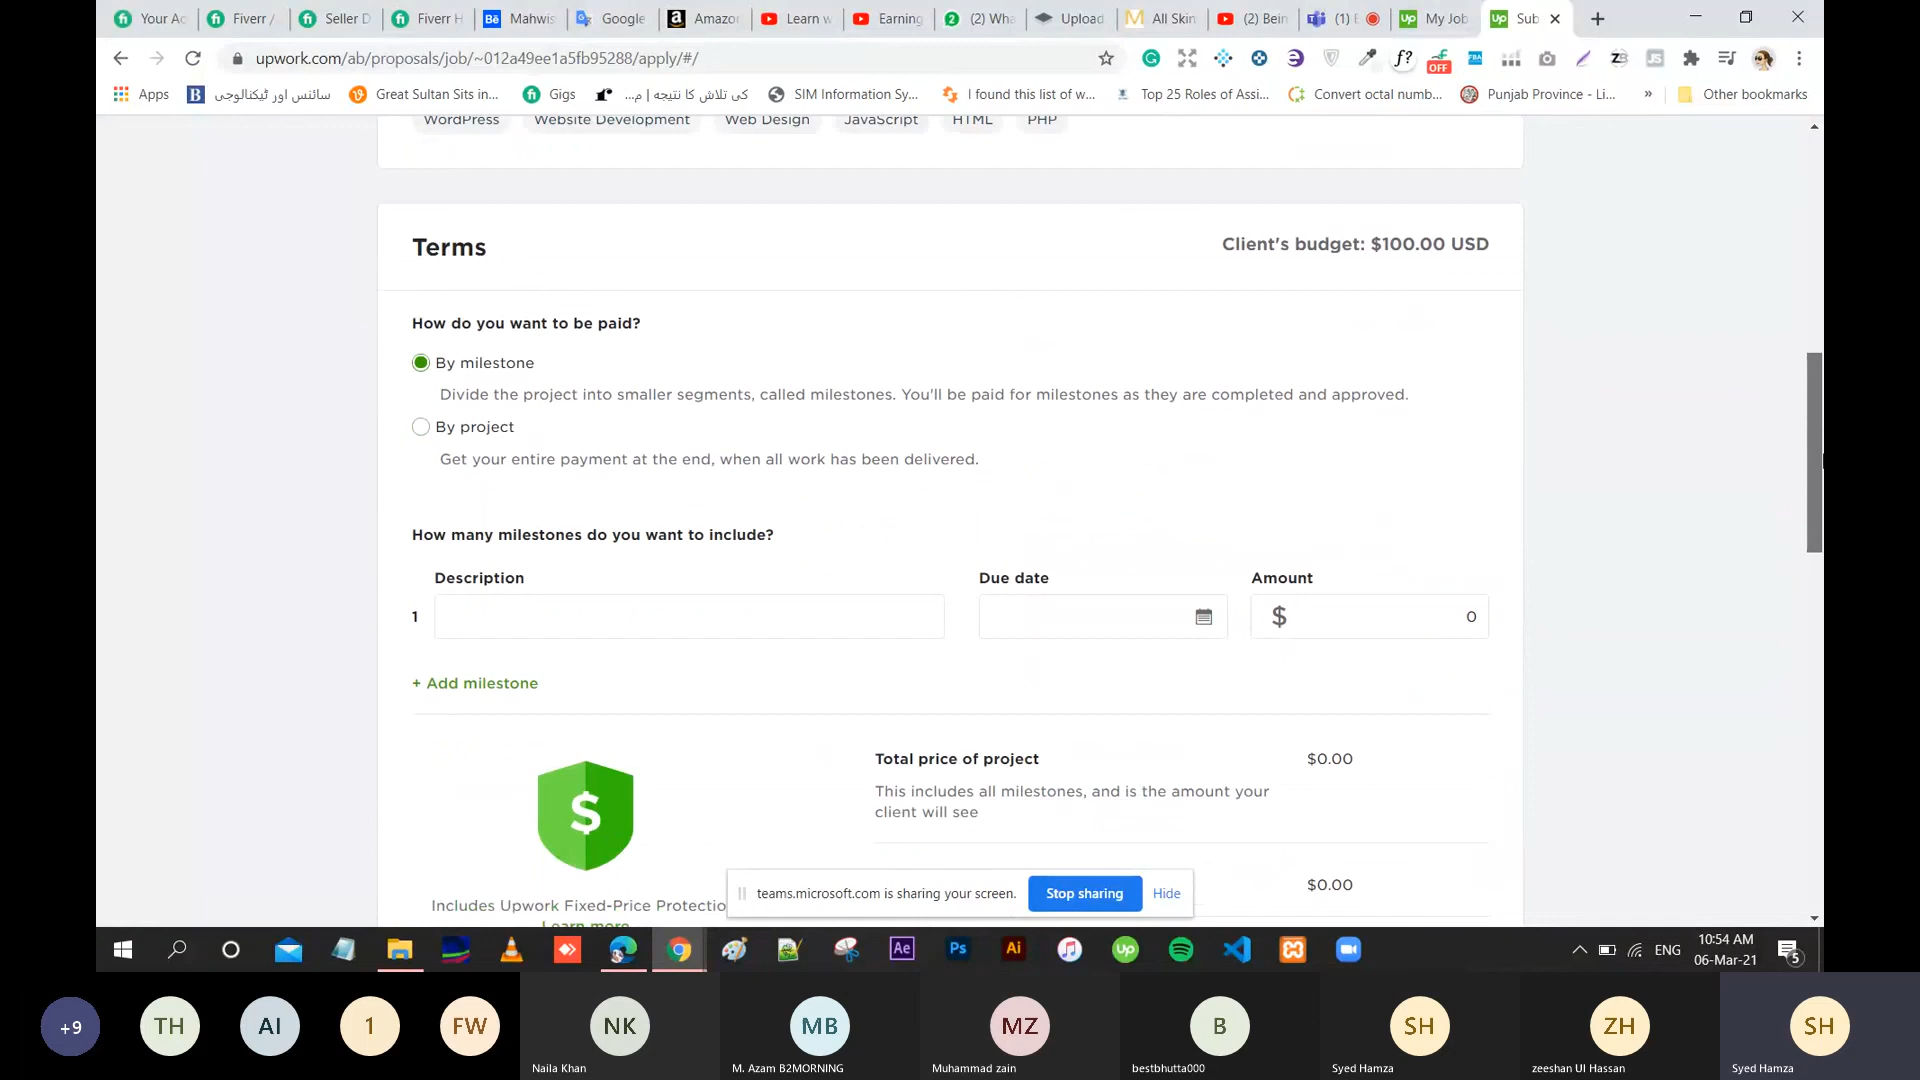 Your Ac
Fiverr /
Seller D
Fiverr H
Mahwis
Google
Amazo
Learn w
Earning
(2) Wha
Upload
All Skin
(2) Bein
(1)
My Job
Sub
upwork.com/ab/proposals/job/~012a49ee1a5fb95288/apply/#/
Apps
سائنس اور ٹیکنالوجی
Great Sultan Sits in...
Gigs
کی تلاش کا نتیجه | م...
SIM Information Sy...
I found this list of w...
Top 25 Roles of Assi...
Convert octal numb...
Punjab Province - Li...
»
Other bookmarks
WordPress
Website Development
Web Design
JavaScript
HTML
PHP
Terms
Client's budget: $100.00 USD
How do you want to be paid?
By milestone
Divide the project into smaller segments, called milestones. You'll be paid for milestones as they are completed and approved.
By project
Get your entire payment at the end, when all work has been delivered.
How many milestones do you want to include?
Description
Due date
Amount
1
$
0
+ Add milestone
Total price of project
$0.00
This includes all milestones, and is the amount your
client will see
$
$0.00
teams.microsoft.com is sharing your screen.
Stop sharing
Hide
Includes Upwork Fixed-Price Protectio
Learn more
ENG
10:54 AM
06-Mar-21
5
+9
TH
AI
1
FW
NK
MB
MZ
B
SH
ZH
SH
Naila Khan
M. Azam B2MORNING
Muhammad zain
bestbhutta000
Syed Hamza
zeeshan Ul Hassan
Syed Hamza